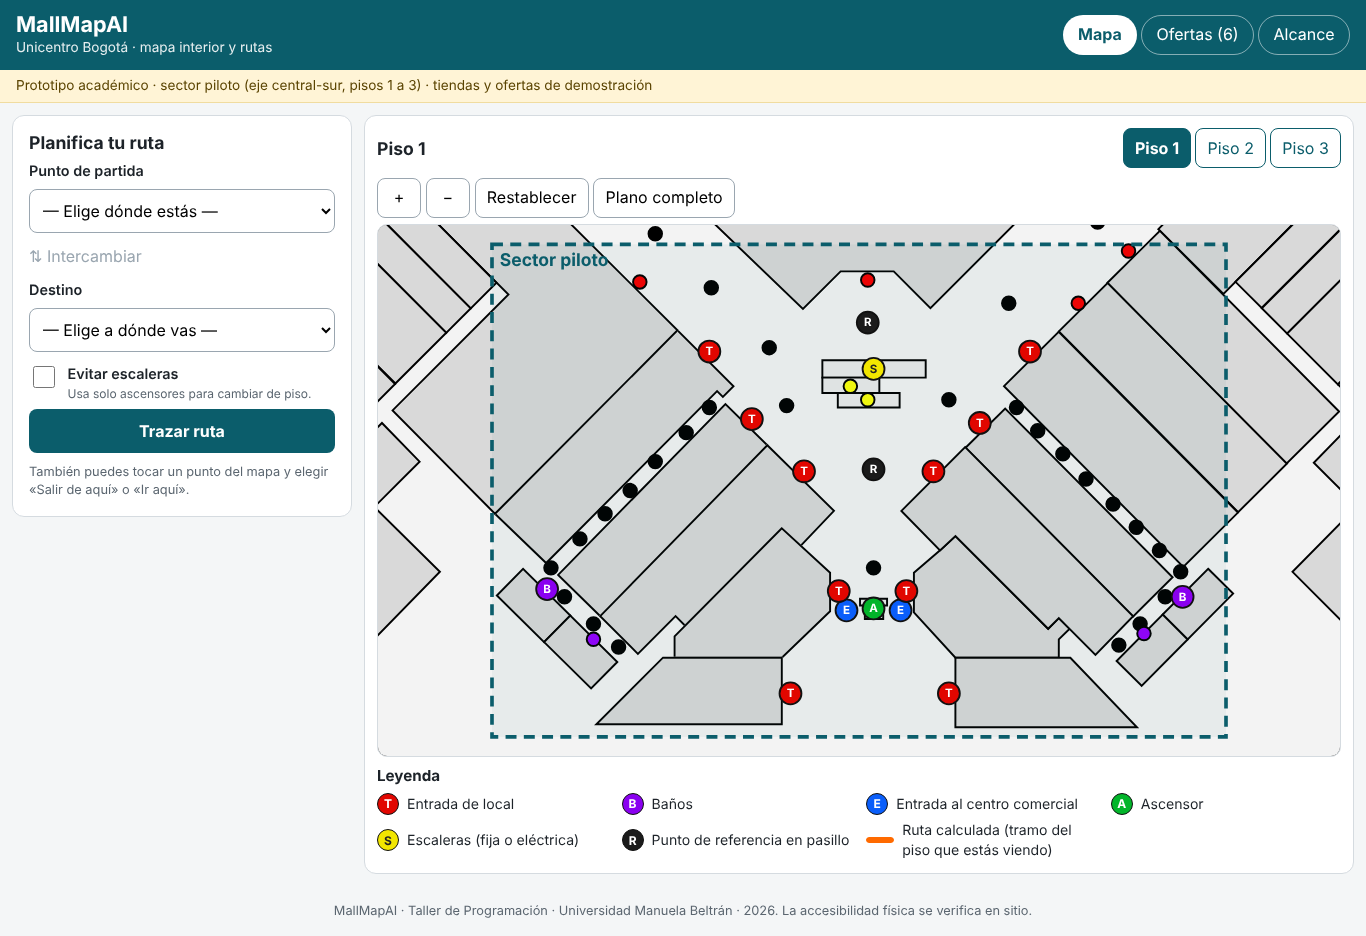 MallMapAI
Unicentro Bogotá · mapa interior y rutas
Mapa
Ofertas (6)
Alcance
Prototipo académico · sector piloto (eje central-sur, pisos 1 a 3) · tiendas y ofertas de demostración
Planifica tu ruta
Punto de partida
— Elige dónde estás —
⇅ Intercambiar
Destino
— Elige a dónde vas —
Evitar escaleras
Usa solo ascensores para cambiar de piso.
Trazar ruta
También puedes tocar un punto del mapa y elegir
«Salir de aquí» o «Ir aquí».
Piso 1
Piso 1
Piso 2
Piso 3
+
−
Restablecer
Plano completo
Sector piloto
R
T
T
S
T
T
T
R
T
B
T
E
A
E
T
B
T
T
Leyenda
T Entrada de local
B Baños
E Entrada al centro comercial
A Ascensor
S Escaleras (fija o eléctrica)
R Punto de referencia en pasillo
Ruta calculada (tramo del
piso que estás viendo)
MallMapAI · Taller de Programación · Universidad Manuela Beltrán · 2026. La accesibilidad física se verifica en sitio.